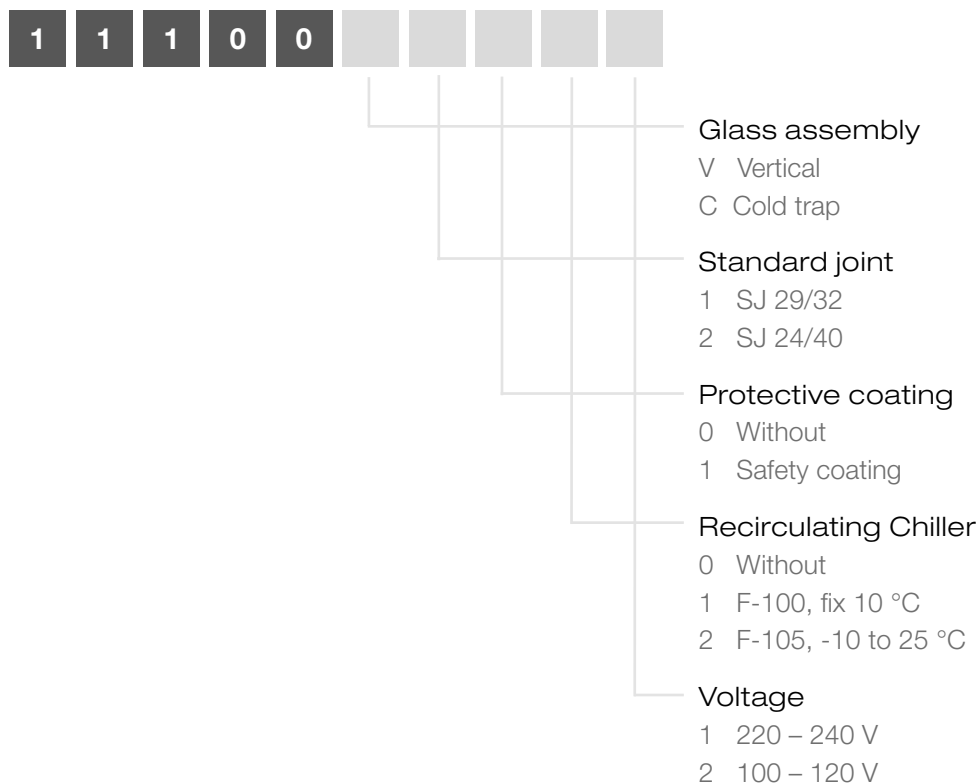 1 1 1 0 0
Glass assembly
V Vertical
C Cold trap
Standard joint
1 SJ 29/32
2 SJ 24/40
Protective coating
0 Without
1 Safety coating
Recirculating Chiller
0 Without
1 F-100, fix 10 °C
2 F-105, -10 to 25 °C
Voltage
1 220 – 240 V
2 100 – 120 V